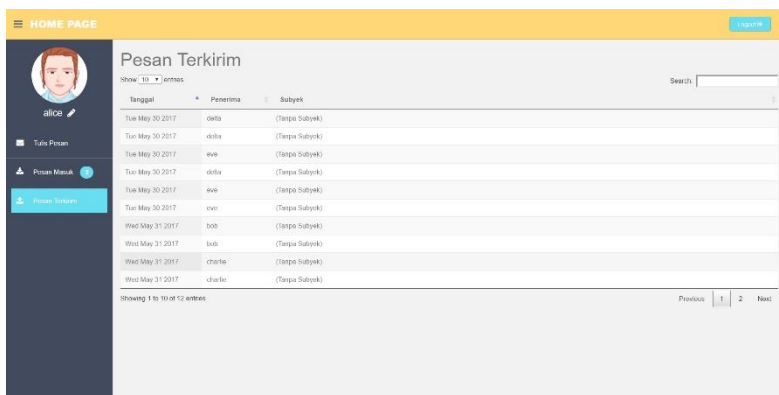 HOME PAGE
Logout
alice
Tulis Pesan
Pesan Masuk
Pesan Terkirim
Pesan Terkirim
Show 10 entries
Search:
Tanggal Penerima Subyek
Tue May 30 2017 delta (Tanpa Subyek)
Tue May 30 2017 delta (Tanpa Subyek)
Tue May 30 2017 eve (Tanpa Subyek)
Tue May 30 2017 delta (Tanpa Subyek)
Tue May 30 2017 eve (Tanpa Subyek)
Tue May 30 2017 eve (Tanpa Subyek)
Wed May 31 2017 bob (Tanpa Subyek)
Wed May 31 2017 bob (Tanpa Subyek)
Wed May 31 2017 charlie (Tanpa Subyek)
Wed May 31 2017 charlie (Tanpa Subyek)
Showing 1 to 10 of 12 entries
Previous 1 2 Next